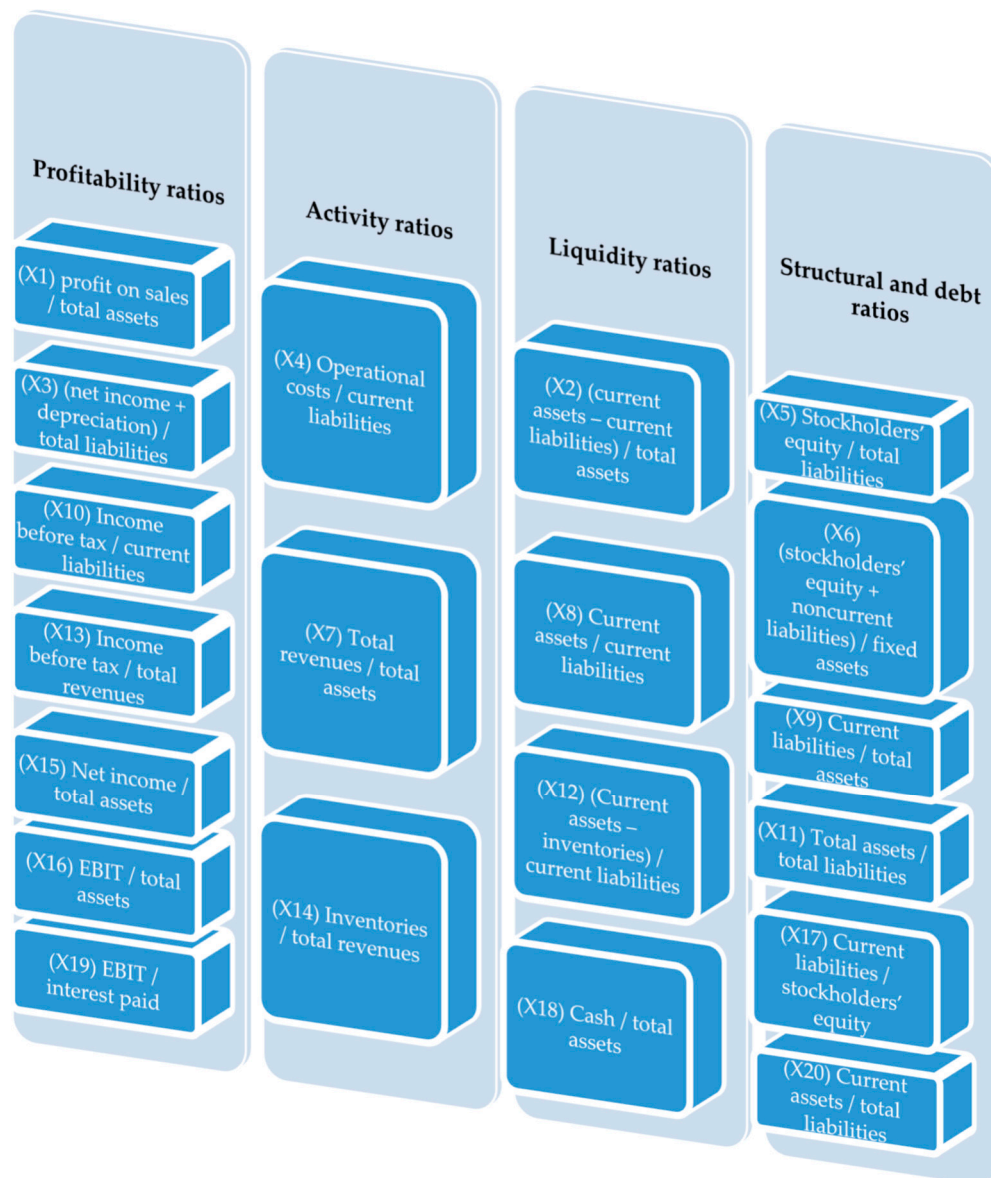 Profitability ratios
(X1) profit on sales
/ total assets
(X3) (net income +
depreciation) /
total liabilities
(X10) Income
before tax / current
liabilities
(X13) Income
before tax / total
revenues
(X15) Net income /
total assets
(X16) EBIT / total
assets
(X19) EBIT /
interest paid
Activity ratios
(X4) Operational
costs / current
liabilities
(X7) Total
revenues / total
assets
(X14) Inventories
/ total revenues
Liquidity ratios
(X2) (current
assets – current
liabilities) / total
assets
(X8) Current
assets / current
liabilities
(X12) (Current
assets –
inventories) /
current liabilities
(X18) Cash / total
assets
Structural and debt
ratios
(X5) Stockholders’
equity / total
liabilities
(X6)
(stockholders’
equity +
noncurrent
liabilities) / fixed
assets
(X9) Current
liabilities / total
assets
(X11) Total assets /
total liabilities
(X17) Current
liabilities /
stockholders’
equity
(X20) Current
assets / total
liabilities